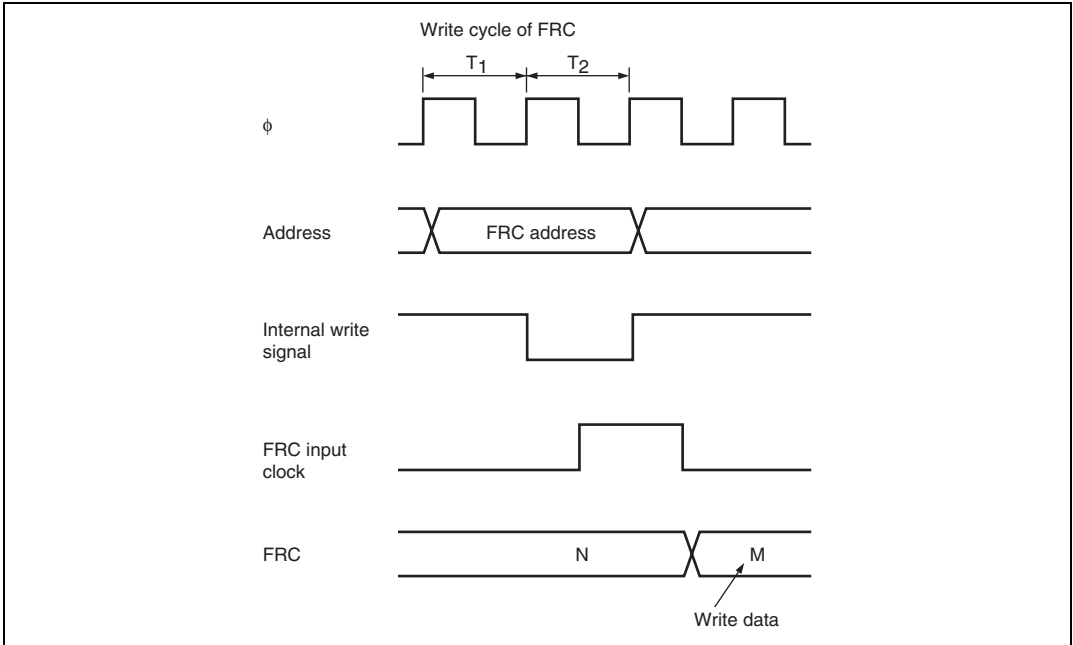 Write cycle of FRC
T1 T2
ϕ
Address
FRC address
Internal write
signal
FRC input
clock
FRC
N
M
Write data